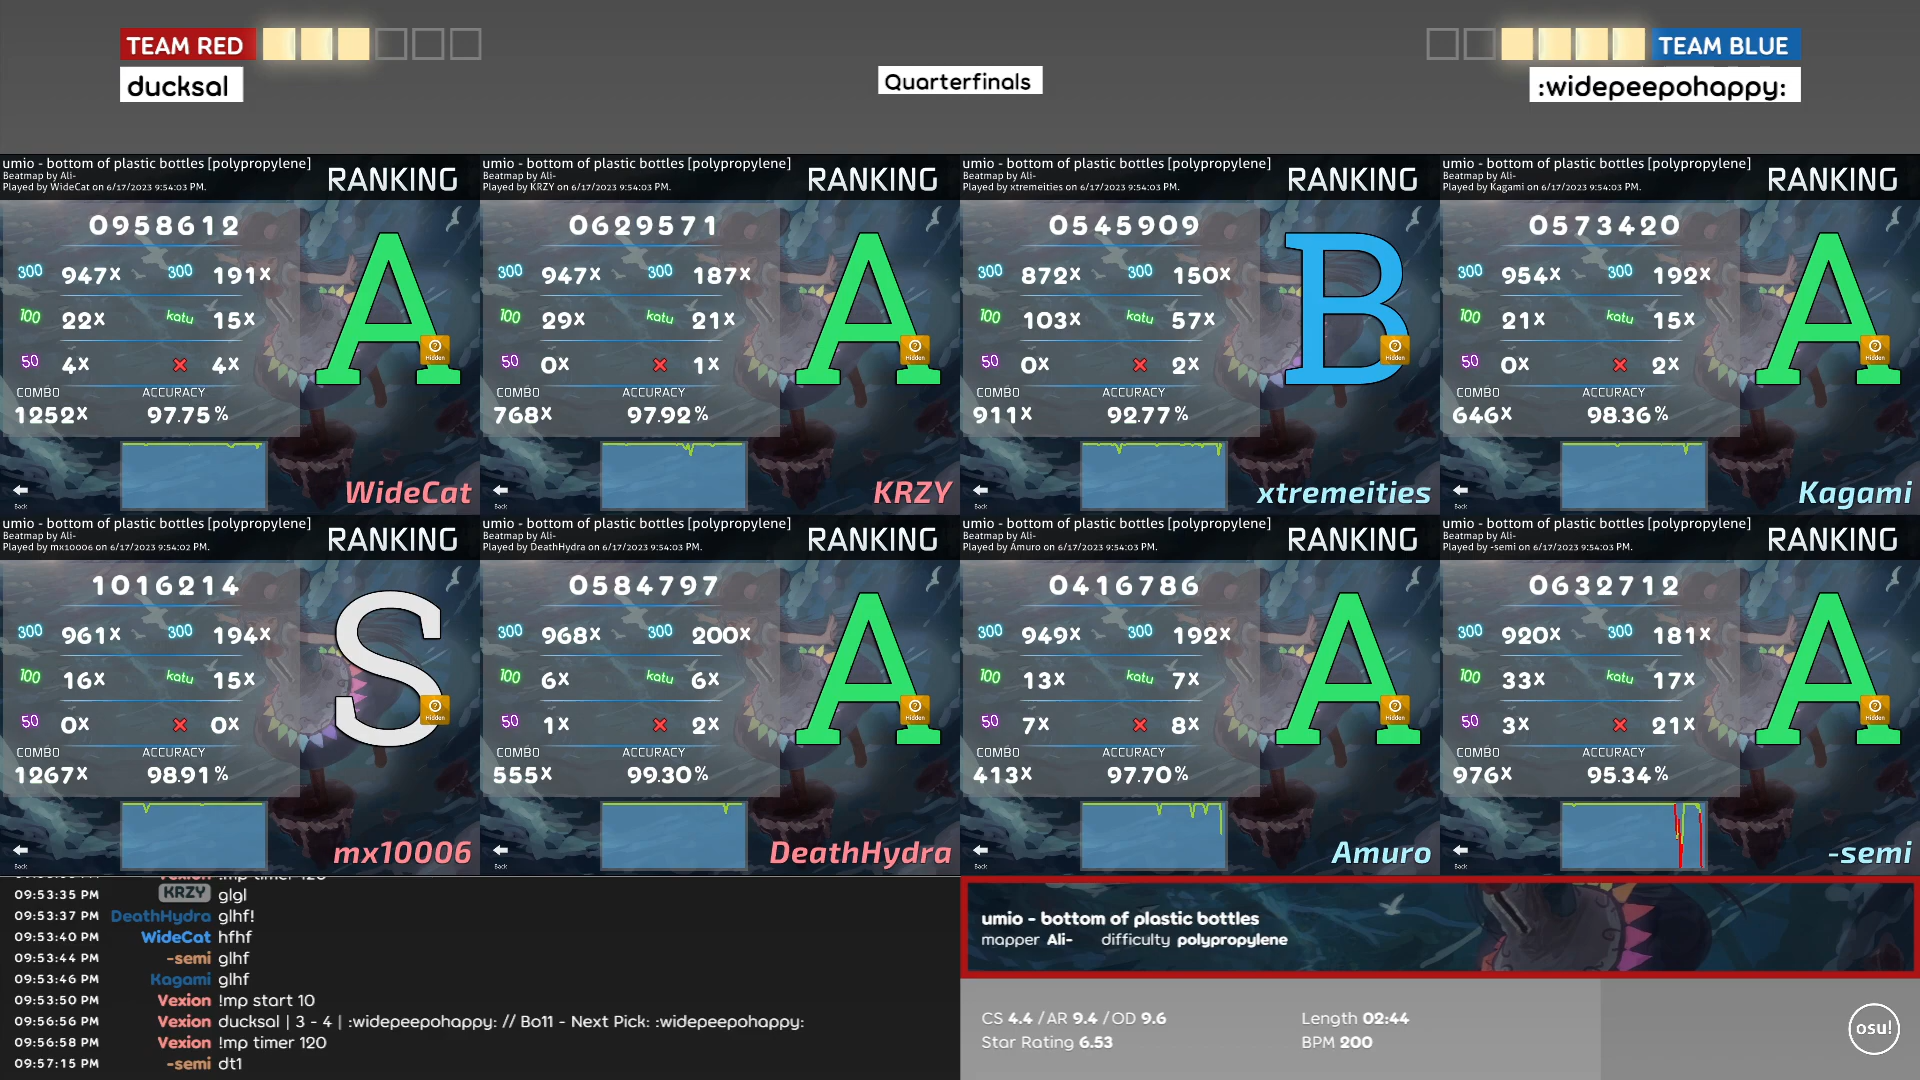 TEAM RED
ducksal
Quarterfinals
TEAM BLUE
:widepeepohappy:
umio - bottom of plastic bottles [polypropylene]
Beatmap by Ali-
Played by WideCat on 6/17/2023 9:54:03 PM.
RANKING
0958612
300 947x 300 191x
100 22x katu 15x
50 4x 4x
COMBO ACCURACY
1252x 97.75%
Back
WideCat
Hidden
umio - bottom of plastic bottles [polypropylene]
Beatmap by Ali-
Played by KRZY on 6/17/2023 9:54:03 PM.
RANKING
0629571
300 947x 300 187x
100 29x katu 21x
50 0x 1x
COMBO ACCURACY
768x 97.92%
Back
KRZY
Hidden
umio - bottom of plastic bottles [polypropylene]
Beatmap by Ali-
Played by xtremeities on 6/17/2023 9:54:03 PM.
RANKING
0545909
300 872x 300 150x
100 103x katu 57x
50 0x 2x
COMBO ACCURACY
911x 92.77%
Back
xtremeities
Hidden
umio - bottom of plastic bottles [polypropylene]
Beatmap by Ali-
Played by Kagami on 6/17/2023 9:54:03 PM.
RANKING
0573420
300 954x 300 192x
100 21x katu 15x
50 0x 2x
COMBO ACCURACY
646x 98.36%
Back
Kagami
Hidden
A
A
B
A
umio - bottom of plastic bottles [polypropylene]
Beatmap by Ali-
Played by mx10006 on 6/17/2023 9:54:02 PM.
RANKING
1016214
300 961x 300 194x
100 16x katu 15x
50 0x 0x
COMBO ACCURACY
1267x 98.91%
Back
mx10006
Hidden
umio - bottom of plastic bottles [polypropylene]
Beatmap by Ali-
Played by DeathHydra on 6/17/2023 9:54:03 PM.
RANKING
0584797
300 968x 300 200x
100 6x katu 6x
50 1x 2x
COMBO ACCURACY
555x 99.30%
Back
DeathHydra
Hidden
umio - bottom of plastic bottles [polypropylene]
Beatmap by Ali-
Played by Amuro on 6/17/2023 9:54:03 PM.
RANKING
0416786
300 949x 300 192x
100 13x katu 7x
50 7x 8x
COMBO ACCURACY
413x 97.70%
Back
Amuro
Hidden
umio - bottom of plastic bottles [polypropylene]
Beatmap by Ali-
Played by -semi on 6/17/2023 9:54:03 PM.
RANKING
0632712
300 920x 300 181x
100 33x katu 17x
50 3x 21x
COMBO ACCURACY
976x 95.34%
Back
-semi
Hidden
S
A
A
A
Vexion !mp timer 120
09:53:35 PM KRZY glgl
09:53:37 PM DeathHydra glhf!
09:53:40 PM WideCat hfhf
09:53:44 PM -semi glhf
09:53:46 PM Kagami glhf
09:53:50 PM Vexion !mp start 10
09:56:56 PM Vexion ducksal | 3 - 4 | :widepeepohappy: // Bo11 - Next Pick: :widepeepohappy:
09:56:58 PM Vexion !mp timer 120
09:57:15 PM -semi dt1
umio - bottom of plastic bottles
mapper Ali- difficulty polypropylene
CS 4.4 / AR 9.4 / OD 9.6
Star Rating 6.53
Length 02:44
BPM 200
osu!